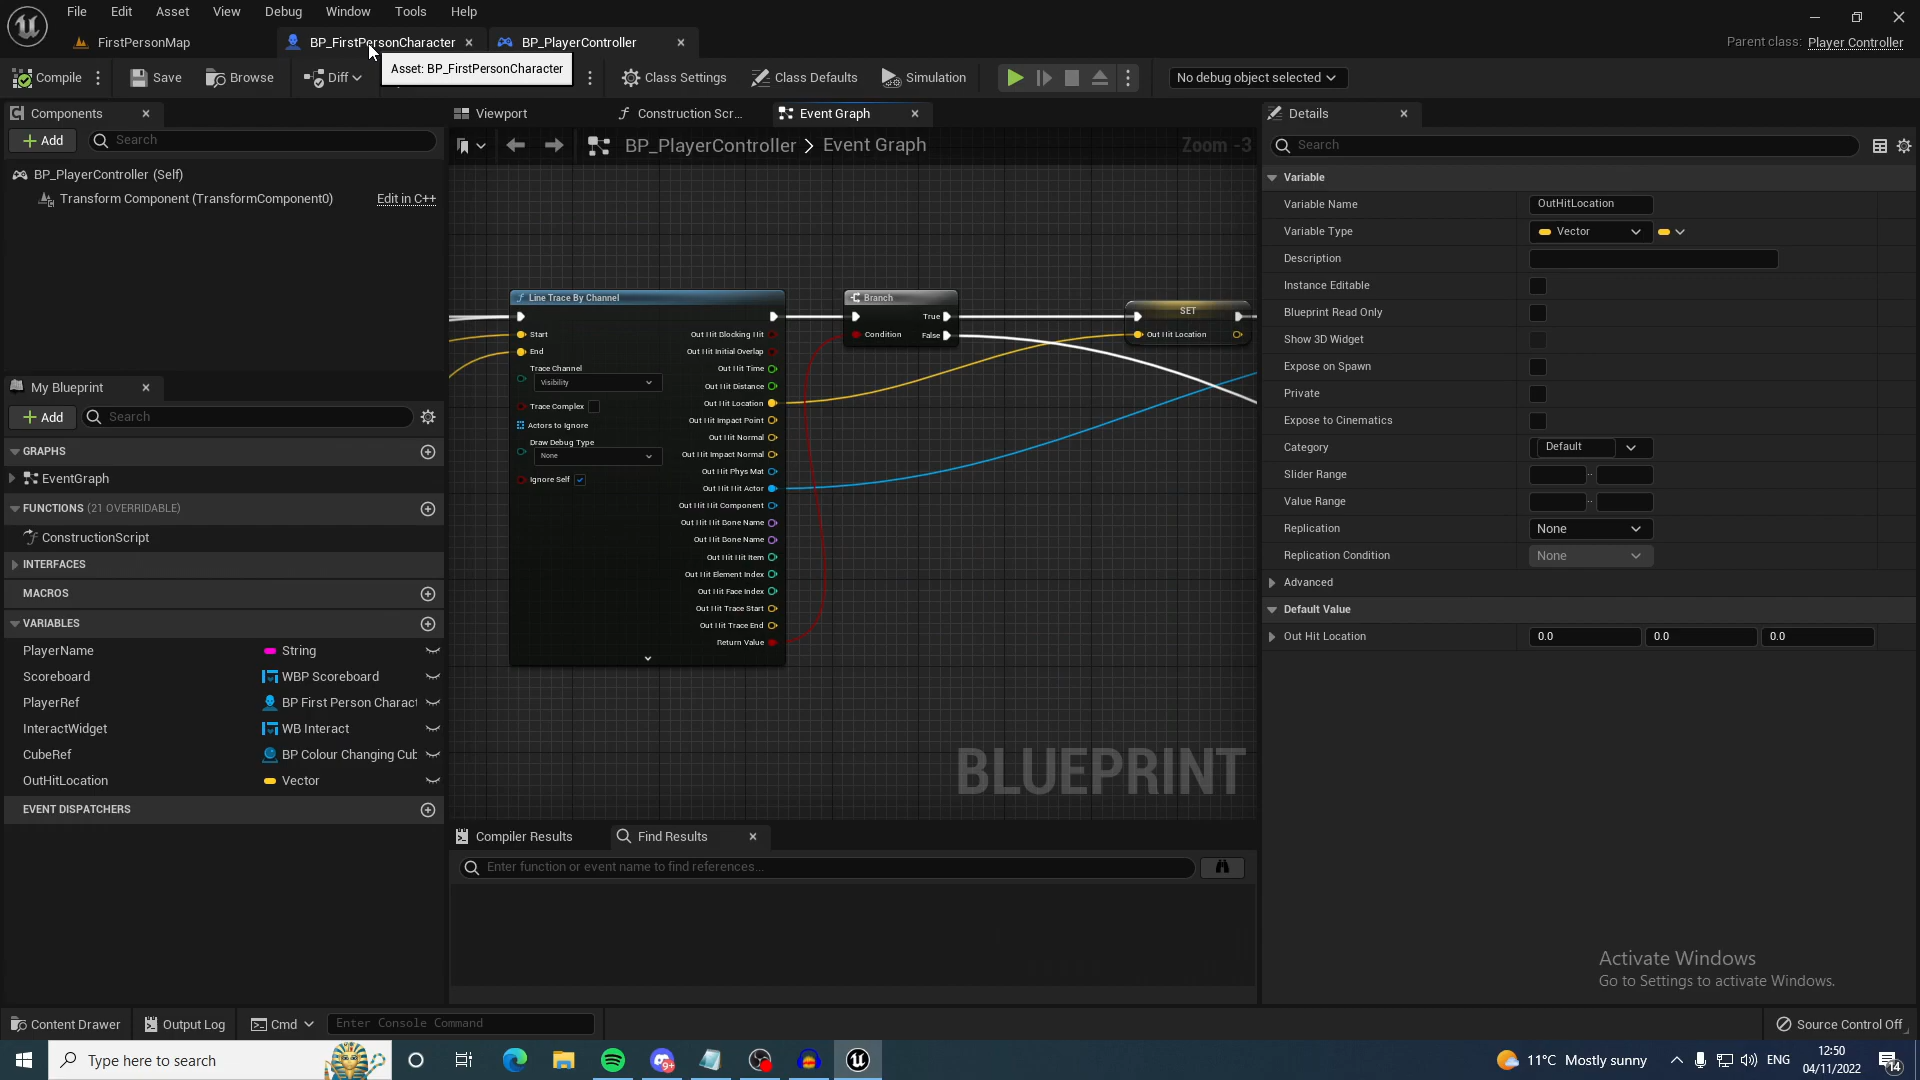 File Edit Asset View Debug Window Tools Help
FirstPersonMap BP_FirstPersonCharacter BP_PlayerController
Parent class: Player Controller
Compile Save Browse Diff Class Settings Class Defaults Simulation No debug object selected
Asset: BP_FirstPersonCharacter
Components Viewport Construction Scr... Event Graph Details
Add Search
BP_PlayerController > Event Graph
Zoom -3
Search
BP_PlayerController (Self)
Transform Component (TransformComponent0) Edit in C++
Variable
Variable Name OutHitLocation
Variable Type Vector
Description
Instance Editable
Blueprint Read Only
Show 3D Widget
Expose on Spawn
Private
Expose to Cinematics
Category Default
Slider Range
Value Range
Replication None
Replication Condition None
Advanced
Default Value
Out Hit Location 0.0 0.0 0.0
Line Trace By Channel
Start
End
Trace Channel
Visibility
Trace Complex
Actors to Ignore
Draw Debug Type
None
Ignore Self
Out Hit Blocking Hit
Out Hit Initial Overlap
Out Hit Time
Out Hit Distance
Out Hit Location
Out Hit Impact Point
Out Hit Normal
Out Hit Impact Normal
Out Hit Phys Mat
Out Hit Hit Actor
Out Hit Hit Component
Out Hit Hit Bone Name
Out Hit Bone Name
Out Hit Hit Item
Out Hit Element Index
Out Hit Face Index
Out Hit Trace Start
Out Hit Trace End
Return Value
Branch
True
Condition False
SET
Out Hit Location
BLUEPRINT
My Blueprint
Add Search
GRAPHS
EventGraph
FUNCTIONS (21 OVERRIDABLE)
ConstructionScript
INTERFACES
MACROS
VARIABLES
PlayerName String
Scoreboard WBP Scoreboard
PlayerRef BP First Person Charact
InteractWidget WB Interact
CubeRef BP Colour Changing Cub
OutHitLocation Vector
EVENT DISPATCHERS
Compiler Results Find Results
Enter function or event name to find references...
Activate Windows
Go to Settings to activate Windows.
Content Drawer Output Log Cmd Enter Console Command Source Control Off
Type here to search
9+
11°C Mostly sunny ENG
12:50
04/11/2022
14